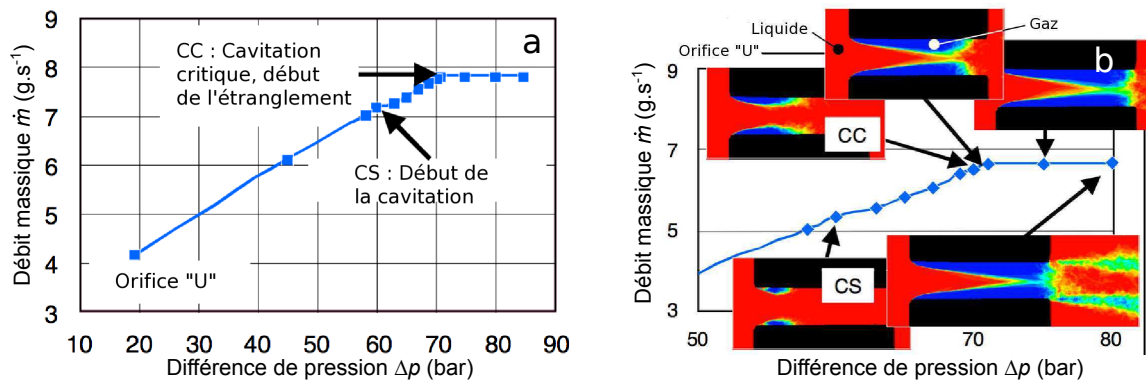 a
Débit massique ṁ (g.s⁻¹)
9
8
7
6
5
4
3
CC : Cavitation
critique, début
de l'étranglement
CS : Début de
la cavitation
Orifice "U"
10 20 30 40 50 60 70 80 90
Différence de pression Δp (bar)
b
Liquide
Gaz
Orifice "U"
Débit massique ṁ (g.s⁻¹)
9
7
5
3
CC
CS
50 70 80
Différence de pression Δp (bar)